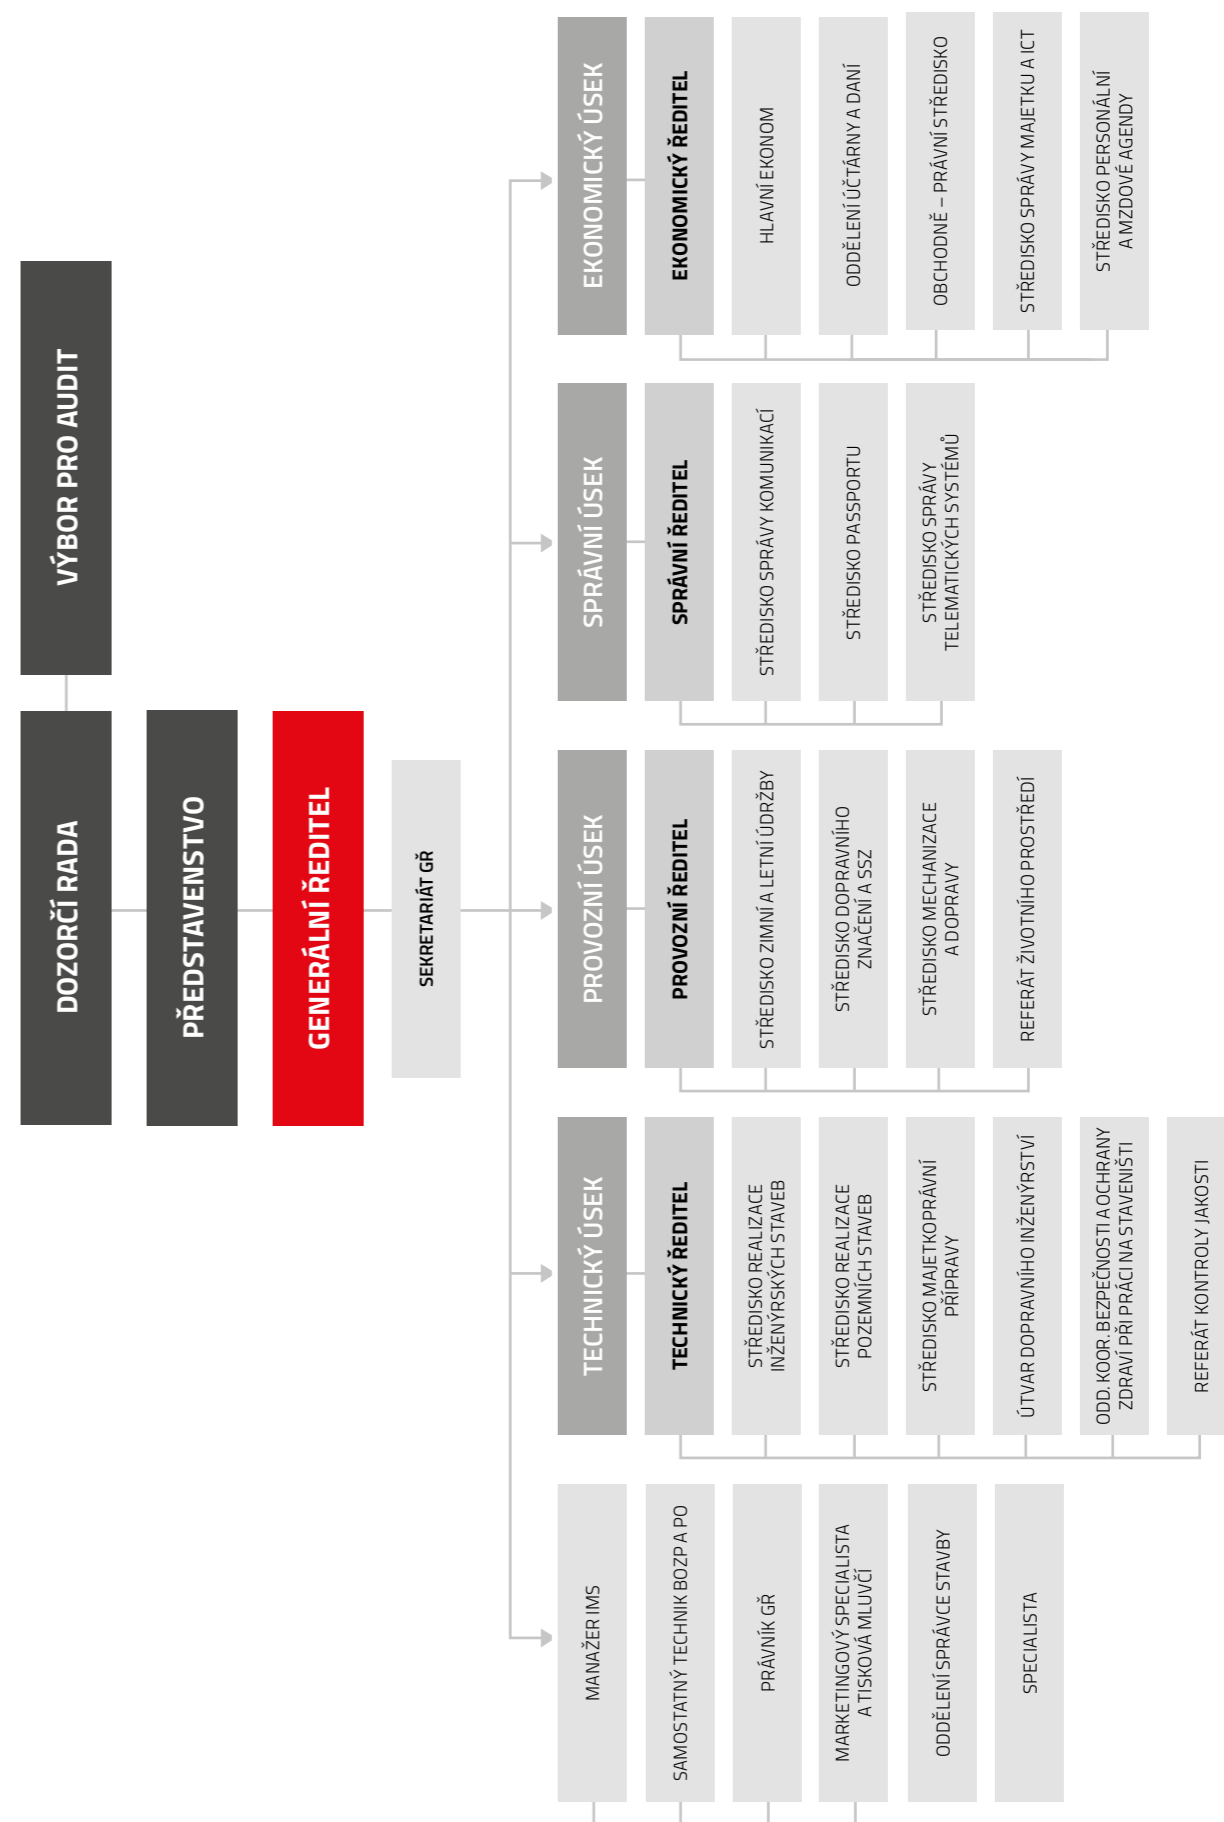 DOZORČÍ RADA
VÝBOR PRO AUDIT
PŘEDSTAVENSTVO
GENERÁLNÍ ŘEDITEL
SEKRETARIÁT GŘ
MANAŽER IMS
SAMOSTATNÝ TECHNIK BOZP A PO
PRÁVNÍK GŘ
MARKETINGOVÝ SPECIALISTA
A TISKOVÁ MLUVČÍ
ODDĚLENÍ SPRÁVCE STAVBY
SPECIALISTA
TECHNICKÝ ÚSEK
TECHNICKÝ ŘEDITEL
STŘEDISKO REALIZACE
INŽENÝRSKÝCH STAVEB
STŘEDISKO REALIZACE
POZEMNÍCH STAVEB
STŘEDISKO MAJETKOPRÁVNÍ
PŘÍPRAVY
ÚTVAR DOPRAVNÍHO INŽENÝRSTVÍ
ODD. KOOR. BEZPEČNOSTI A OCHRANY
ZDRAVÍ PŘI PRÁCI NA STAVENIŠTI
REFERÁT KONTROLY JAKOSTI
PROVOZNÍ ÚSEK
PROVOZNÍ ŘEDITEL
STŘEDISKO ZIMNÍ A LETNÍ ÚDRŽBY
STŘEDISKO DOPRAVNÍHO
ZNAČENÍ A SSZ
STŘEDISKO MECHANIZACE
A DOPRAVY
REFERÁT ŽIVOTNÍHO PROSTŘEDÍ
SPRÁVNÍ ÚSEK
SPRÁVNÍ ŘEDITEL
STŘEDISKO SPRÁVY KOMUNIKACÍ
STŘEDISKO PASSPORTU
STŘEDISKO SPRÁVY
TELEMATICKÝCH SYSTÉMŮ
EKONOMICKÝ ÚSEK
EKONOMICKÝ ŘEDITEL
HLAVNÍ EKONOM
ODDĚLENÍ ÚČTÁRNY A DANÍ
OBCHODNĚ – PRÁVNÍ STŘEDISKO
STŘEDISKO SPRÁVY MAJETKU A ICT
STŘEDISKO PERSONÁLNÍ
A MZDOVÉ AGENDY